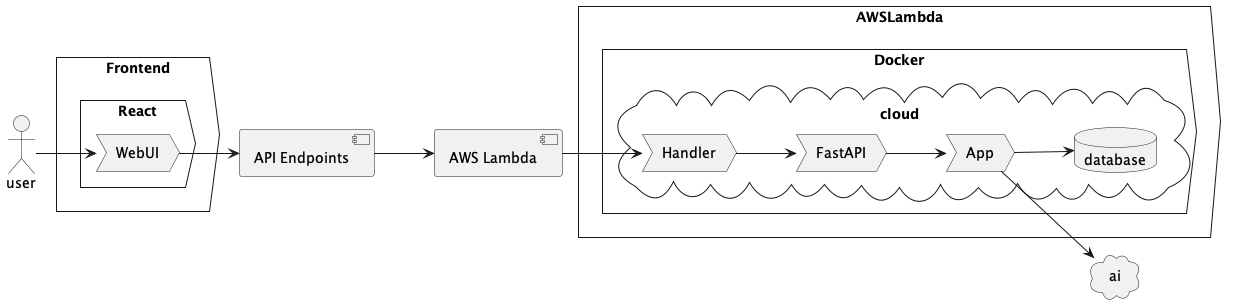 AWSLambda
Docker
Frontend
React
cloud
user
WebUI
API Endpoints
AWS Lambda
Handler
FastAPI
App
database
ai